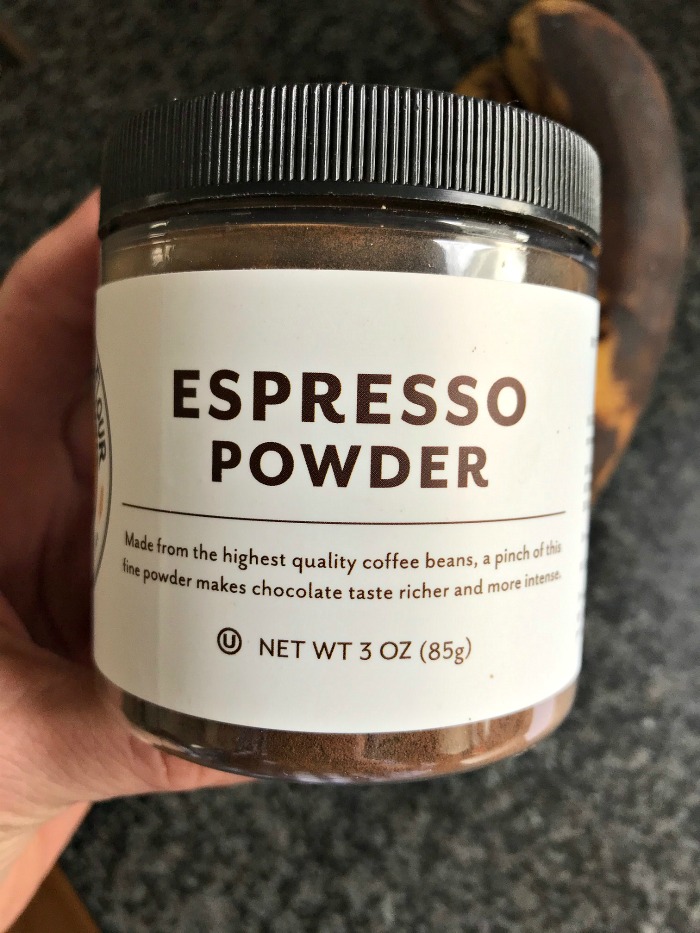 ESPRESSO
POWDER
Made from the highest quality coffee beans, a pinch of this
fine powder makes chocolate taste richer and more intense.
U NET WT 3 OZ (85g)